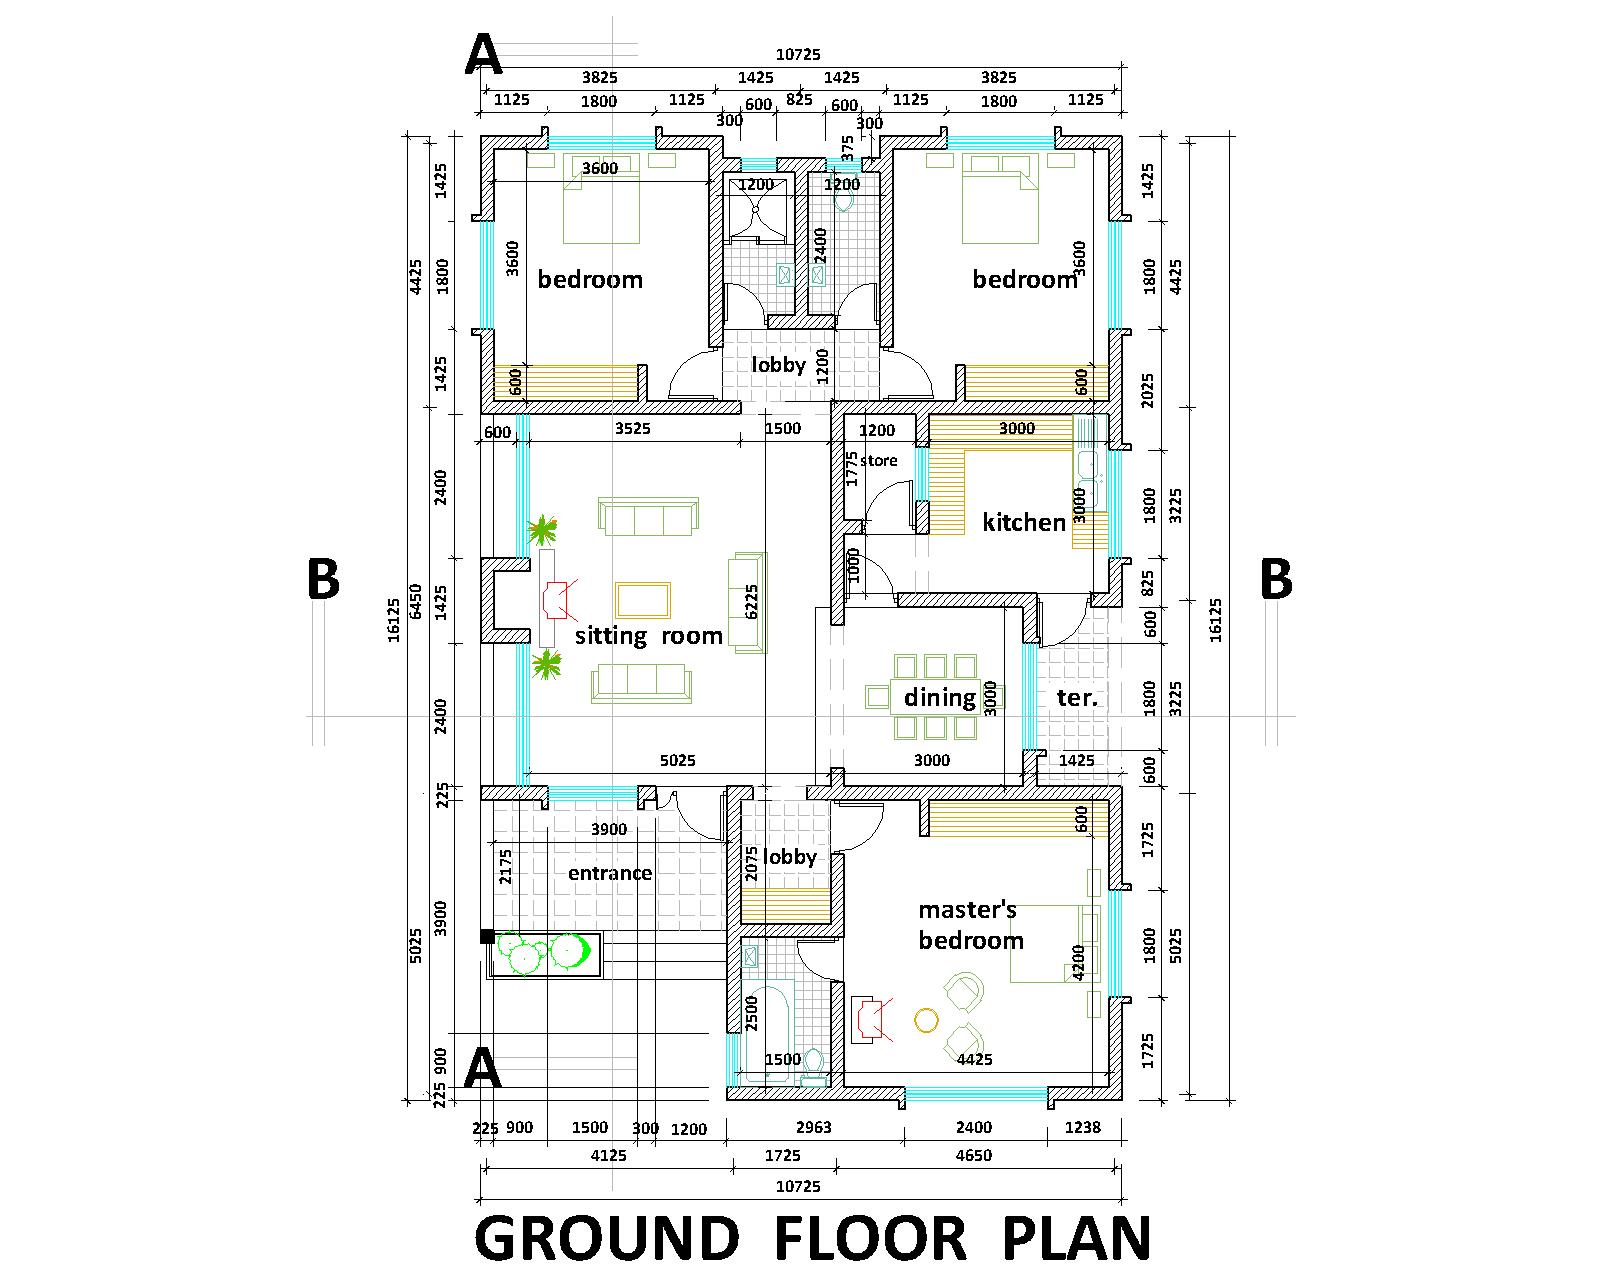 A
10725
3825 1425 1425 3825
1125 1800 1125 600 825 600 1125 1800 1125
300 300
375
3600
1200 1200
1425 1425
2400
3600 3600
bedroom bedroom
4425 1800 1800 4425
lobby
1200
1425 600 600 2025
600 3525 1500 1200 3000
store
1775
2400 3000 1800 3225
kitchen
1000
B B
16125 6450 1425 6225 825 16125
sitting room
600
dining
3000
ter.
2400 1800 3225
5025 3000 1425
600
225
600
3900
2175
entrance
2075
lobby
1725
master's
bedroom
3900
5025
4200
1800
5025
2500
1500
4425
900
A
225
1725
225 900 1500 300 1200 2963 2400 1238
4125 1725 4650
10725
GROUND FLOOR PLAN